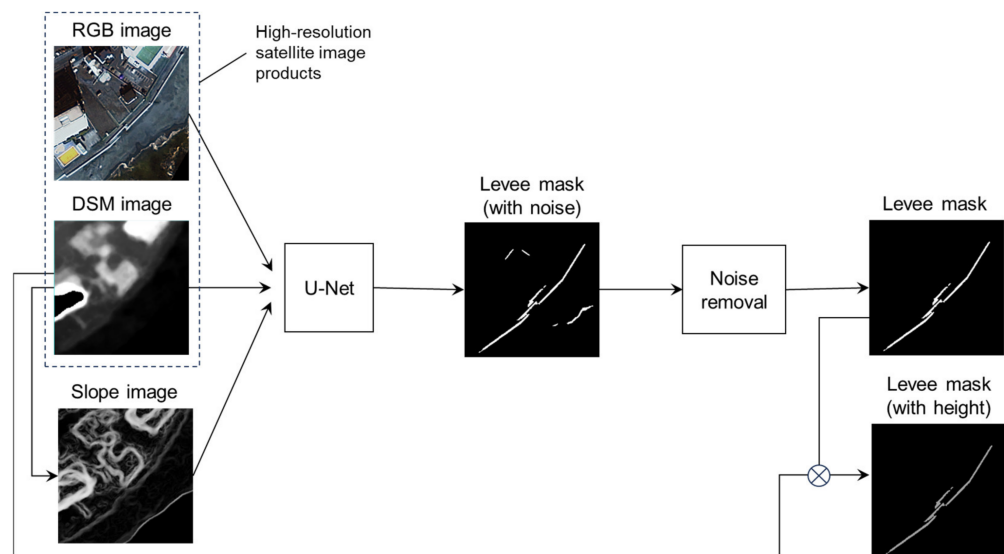 RGB image
High-resolution
satellite image
products
DSM image
Slope image
U-Net
Levee mask
(with noise)
Noise
removal
Levee mask
Levee mask
(with height)